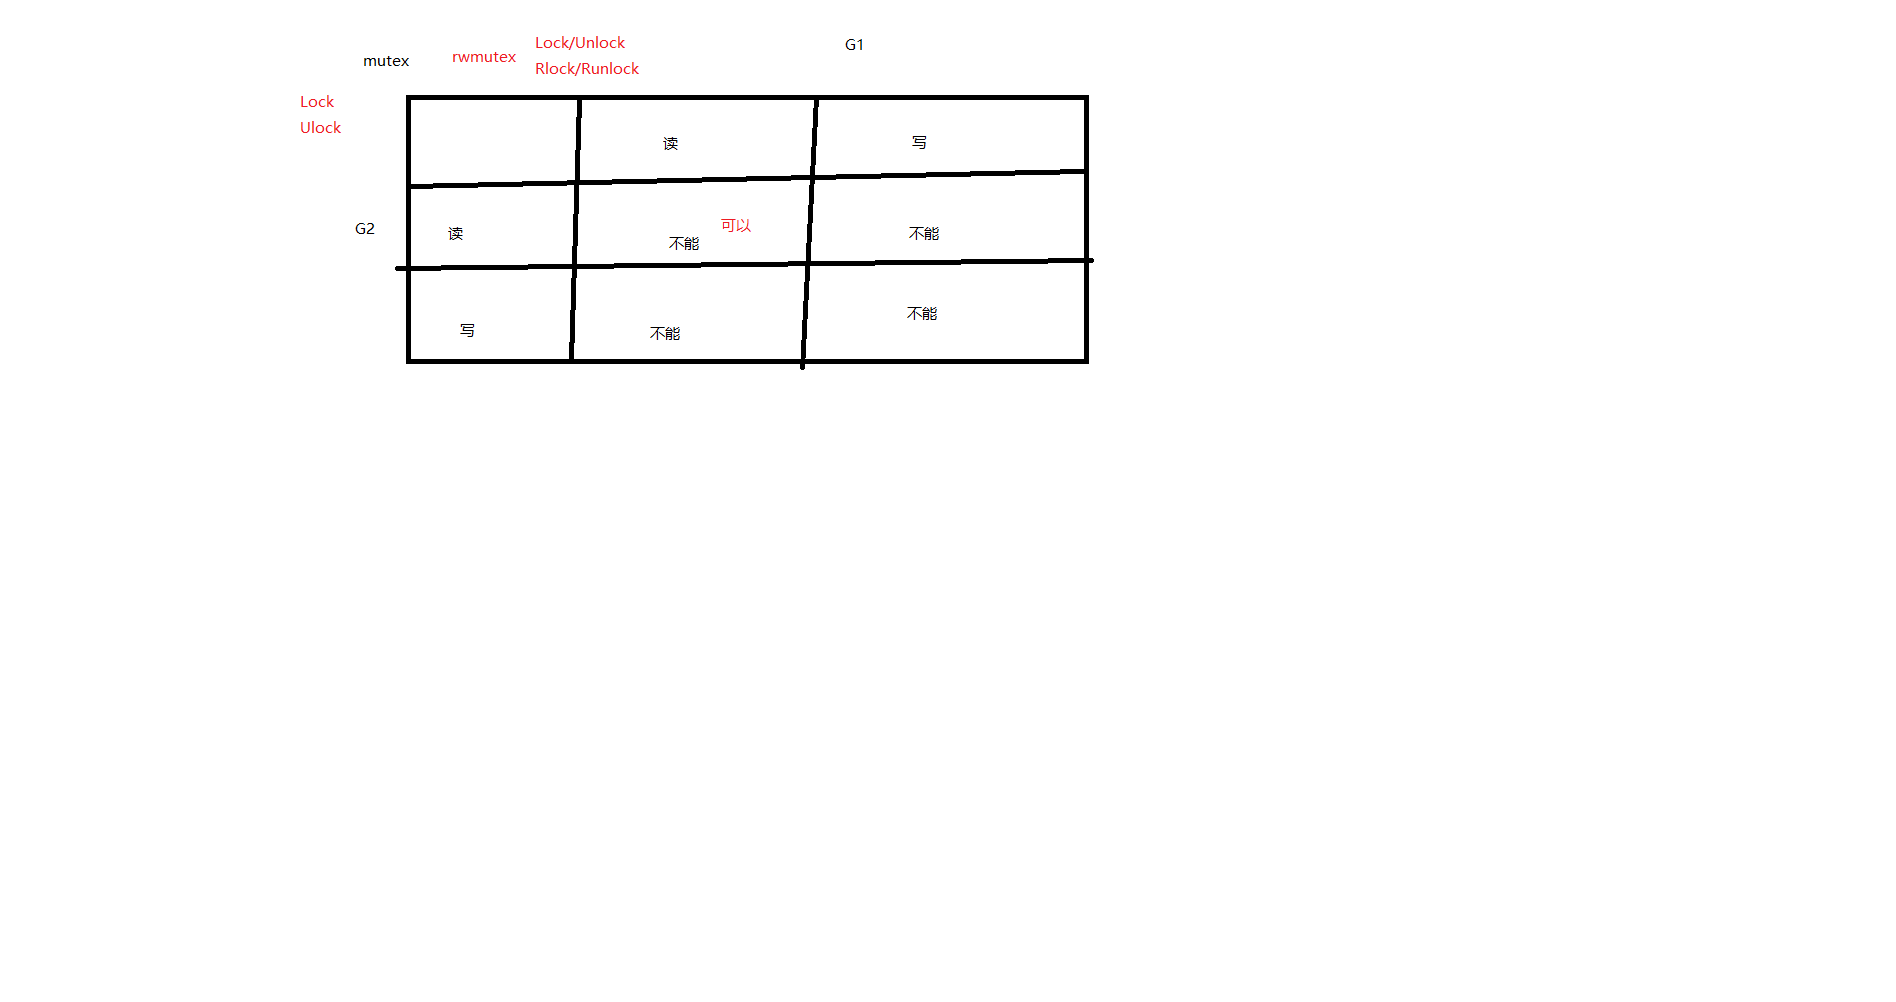 Lock/Unlock
G1
mutex
rwmutex
Rlock/Runlock
Lock
Ulock
读
写
G2
读
可以
不能
不能
写
不能
不能